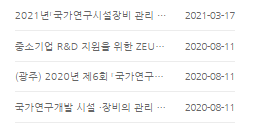 2021년「국가연구시설장비 관리 ··· 2021-03-17
중소기업 R&D 지원을 위한 ZEU··· 2020-08-11
(광주) 2020년 제6회 「국가연구··· 2020-08-11
국가연구개발 시설 ·장비의 관리 ··· 2020-08-11